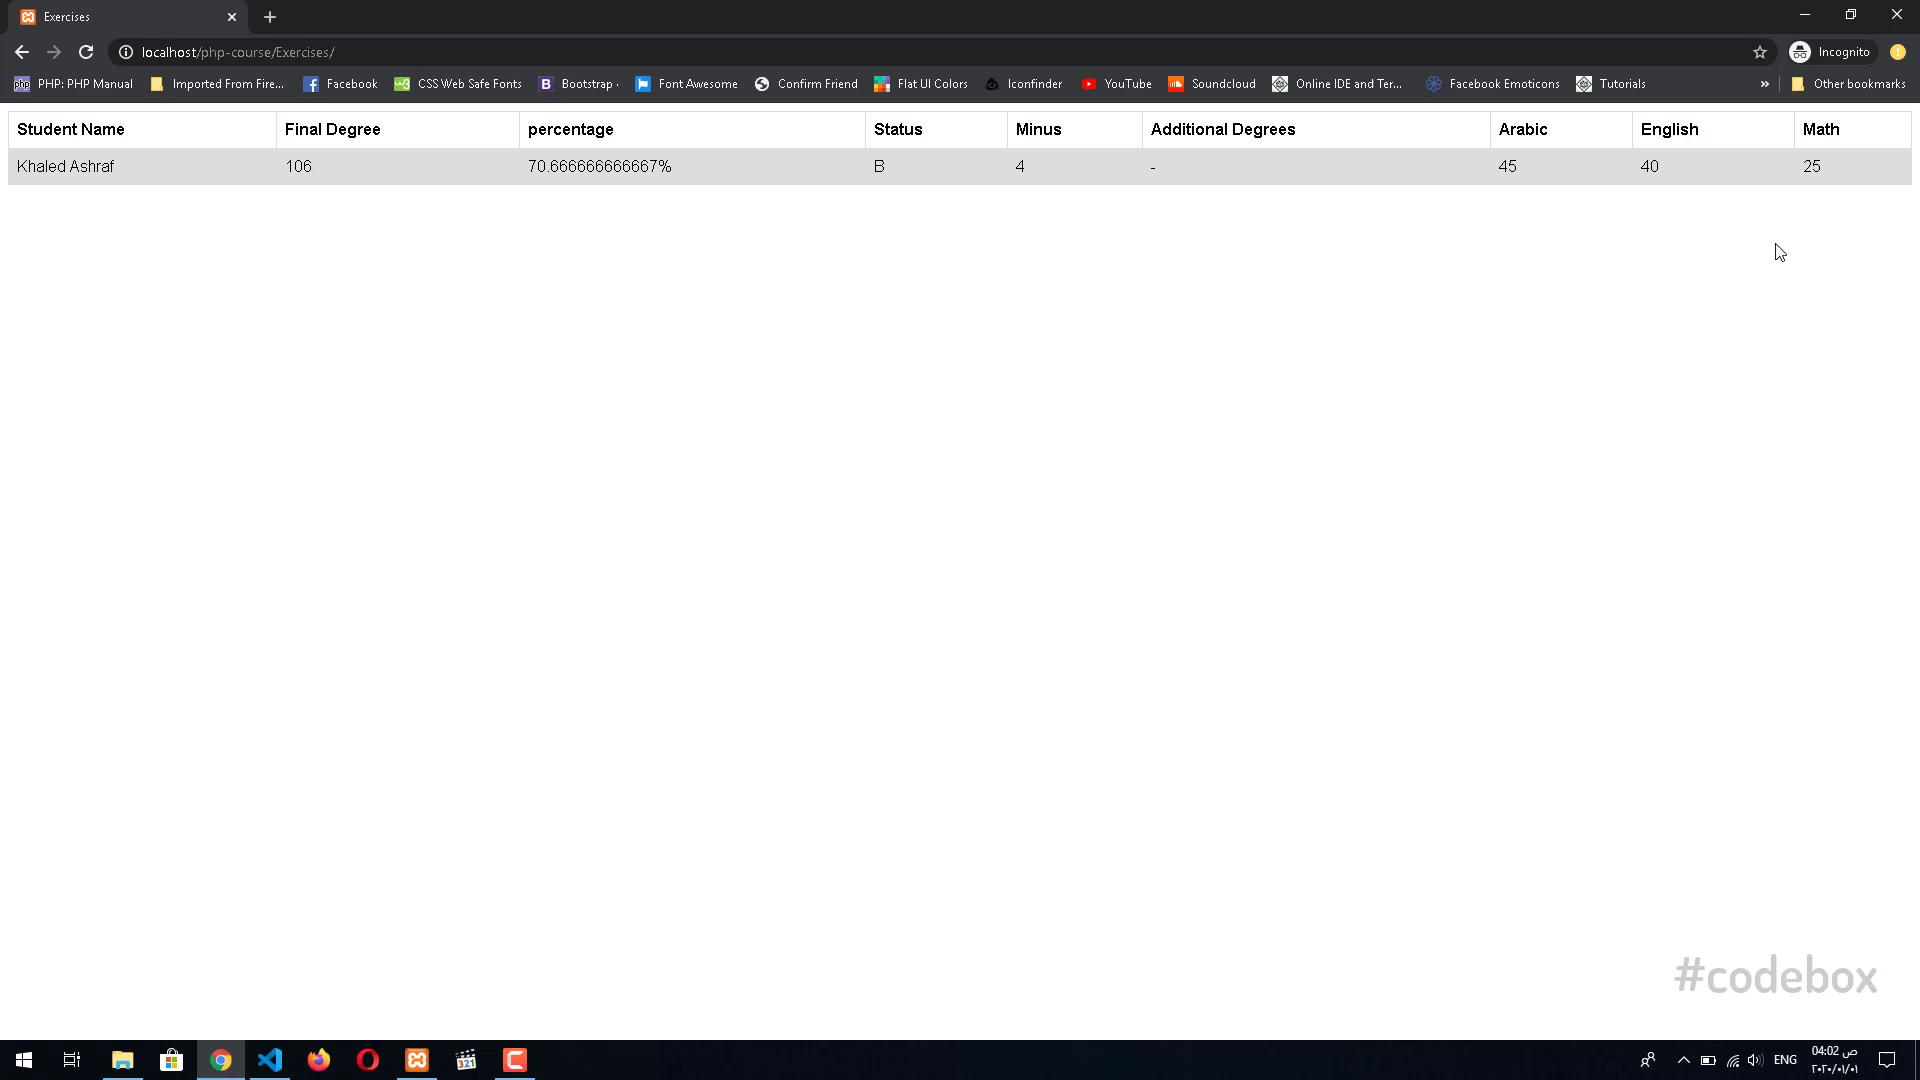 Exercises
localhost/php-course/Exercises/
Incognito
PHP: PHP Manual Imported From Fire... Facebook CSS Web Safe Fonts Bootstrap · Font Awesome Confirm Friend Flat UI Colors Iconfinder YouTube Soundcloud Online IDE and Ter... Facebook Emoticons Tutorials » Other bookmarks
Student Name Final Degree percentage Status Minus Additional Degrees Arabic English Math
Khaled Ashraf 106 70.666666666667% B 4 - 45 40 25
#codebox
ENG
04:02 ص
٢٠٢٠/٠١/٠١